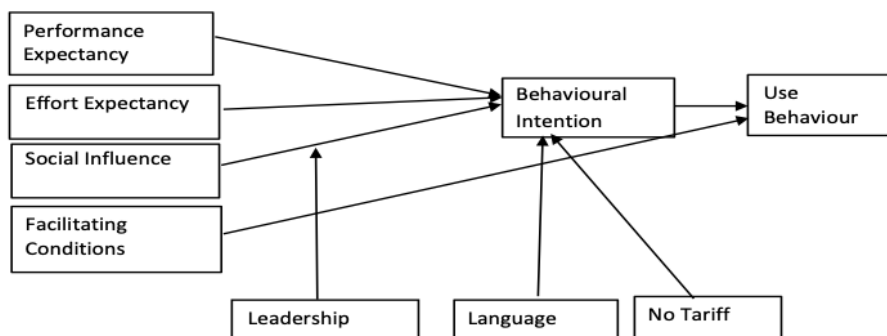 Performance
Expectancy
Effort Expectancy
Social Influence
Facilitating
Conditions
Behavioural
Intention
Use
Behaviour
Leadership
Language
No Tariff